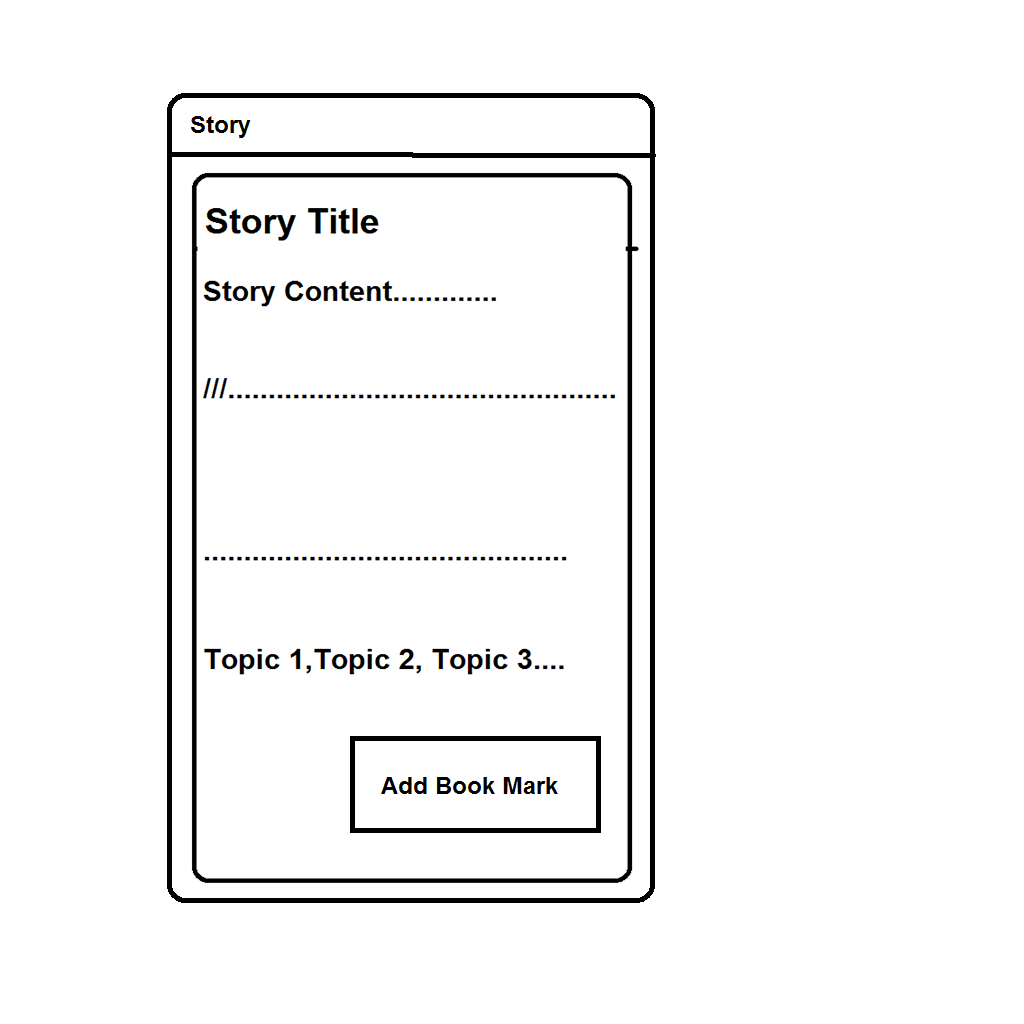 Story
Story Title
Story Content.............
///................................................
.............................................
Topic 1,Topic 2, Topic 3....
Add Book Mark